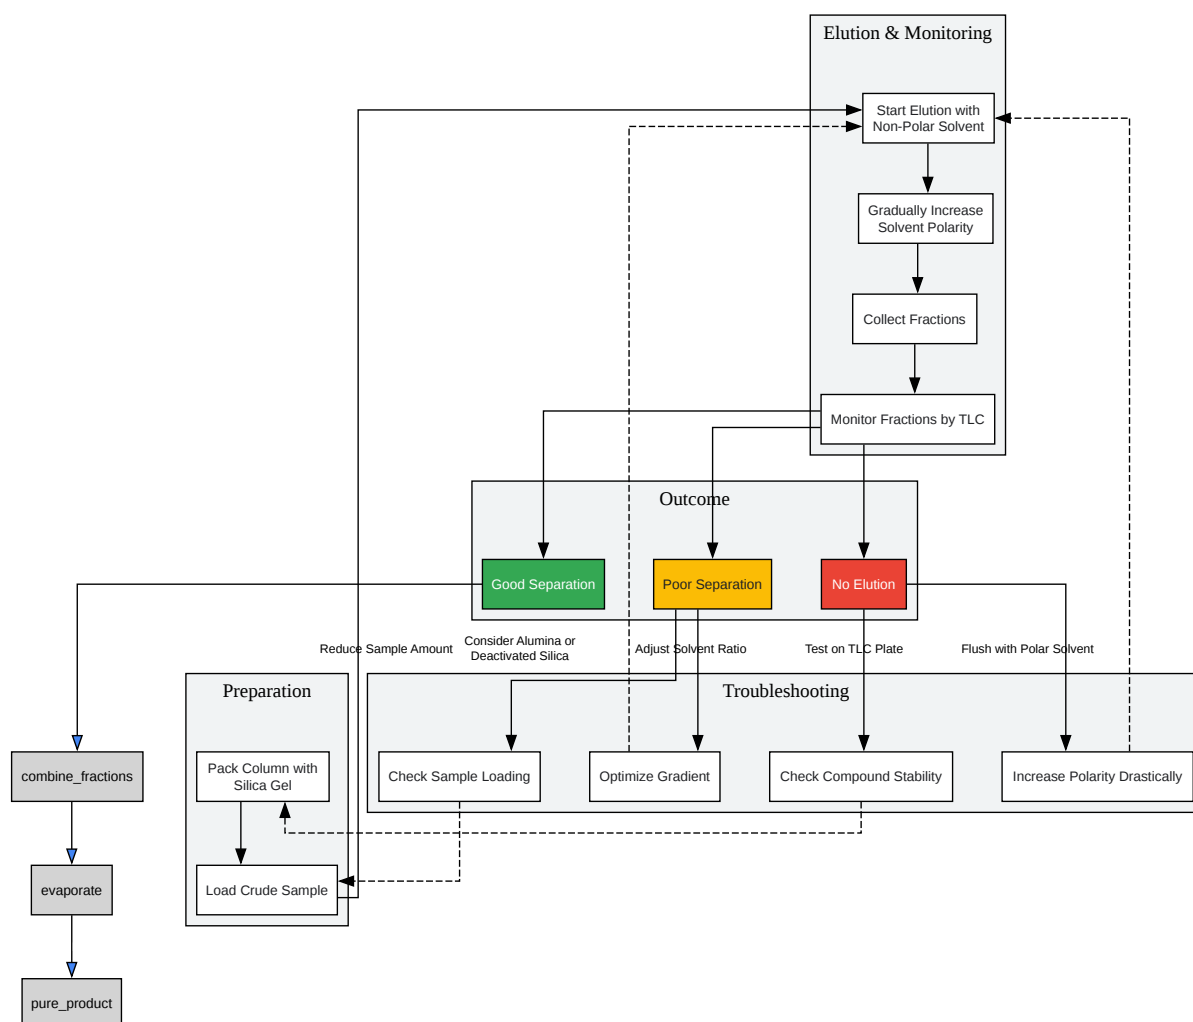 Elution & Monitoring
Start Elution with
Non-Polar Solvent
Gradually Increase
Solvent Polarity
Collect Fractions
Monitor Fractions by TLC
Outcome
Good Separation
Poor Separation
No Elution
Reduce Sample Amount
Consider Alumina or
Deactivated Silica
Adjust Solvent Ratio
Test on TLC Plate
Flush with Polar Solvent
Preparation
Troubleshooting
combine_fractions
Pack Column with
Silica Gel
Check Sample Loading
Optimize Gradient
Check Compound Stability
Increase Polarity Drastically
evaporate
Load Crude Sample
pure_product